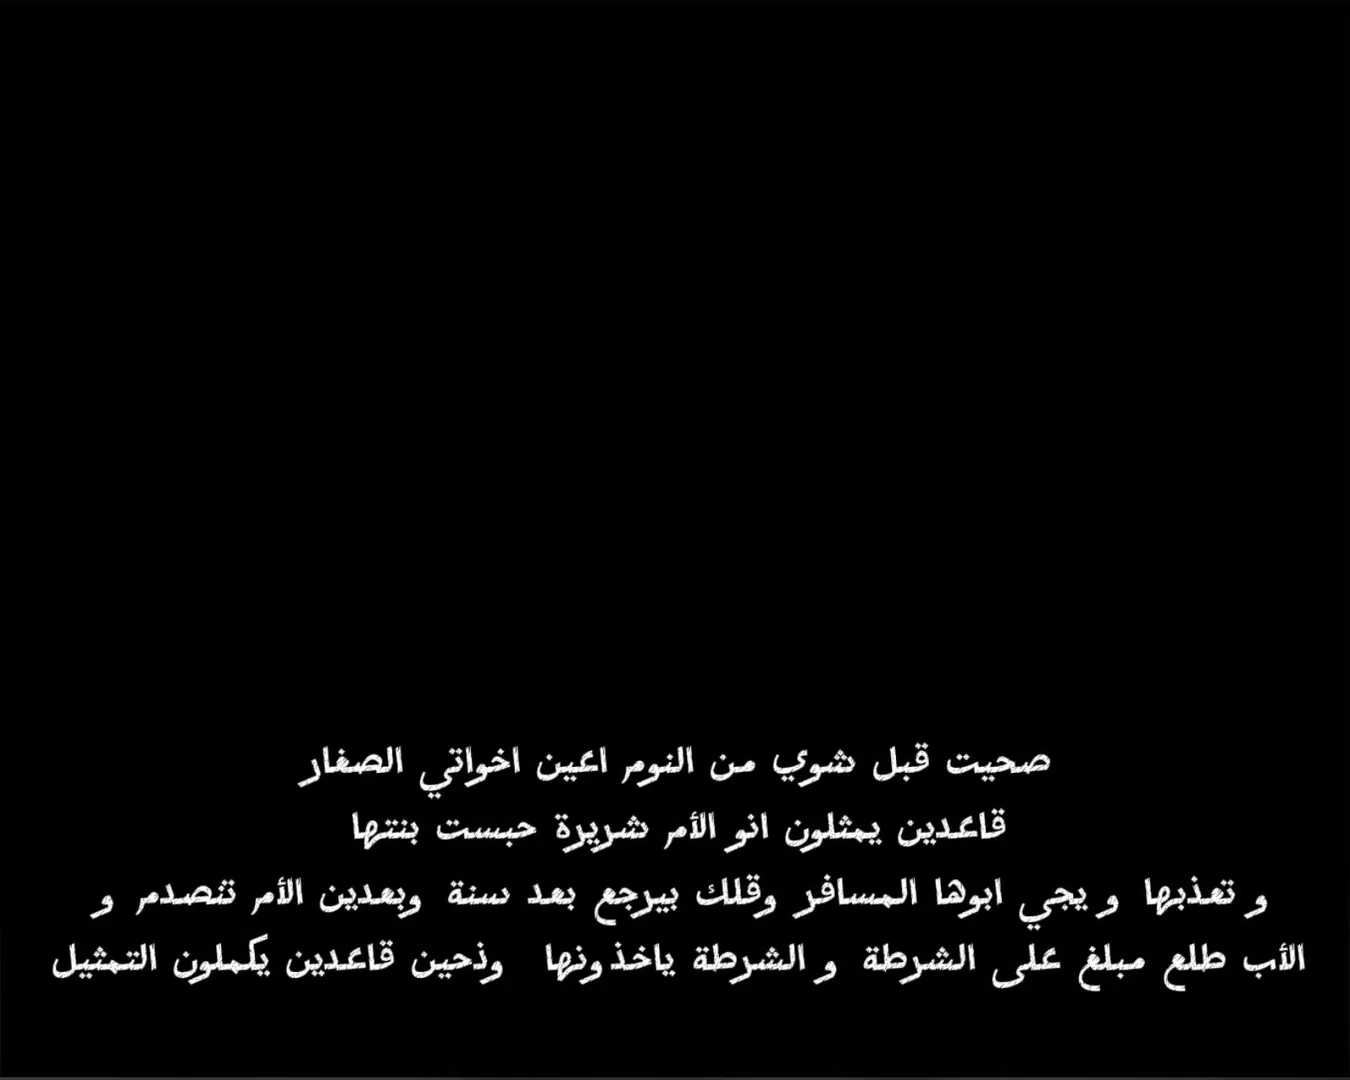 صحيت قبل شوي من النوم اعين اخواتي الصغار
قاعدين يمثلون انو الأم شريرة حبست بنتها
و تعذبها و يجي ابوها المسافر وقلك بيرجع بعد سنة وبعدين الأم تنصدم و
الأب طلع مبلغ على الشرطة و الشرطة ياخذونها وذحين قاعدين يكملون التمثيل